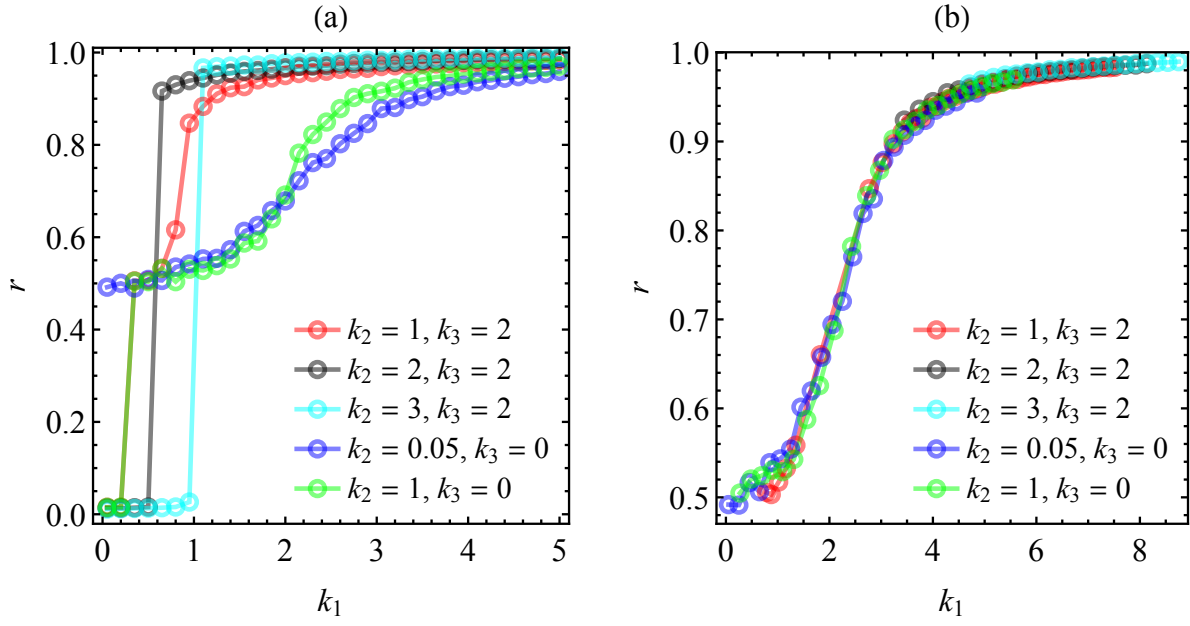 (a)
1.0
0.8
0.6
0.4
0.2
0.0
r
k₂ = 1, k₃ = 2
k₂ = 2, k₃ = 2
k₂ = 3, k₃ = 2
k₂ = 0.05, k₃ = 0
k₂ = 1, k₃ = 0
0 1 2 3 4 5
k₁
(b)
1.0
0.9
0.8
0.7
0.6
0.5
r
k₂ = 1, k₃ = 2
k₂ = 2, k₃ = 2
k₂ = 3, k₃ = 2
k₂ = 0.05, k₃ = 0
k₂ = 1, k₃ = 0
0 2 4 6 8
k₁